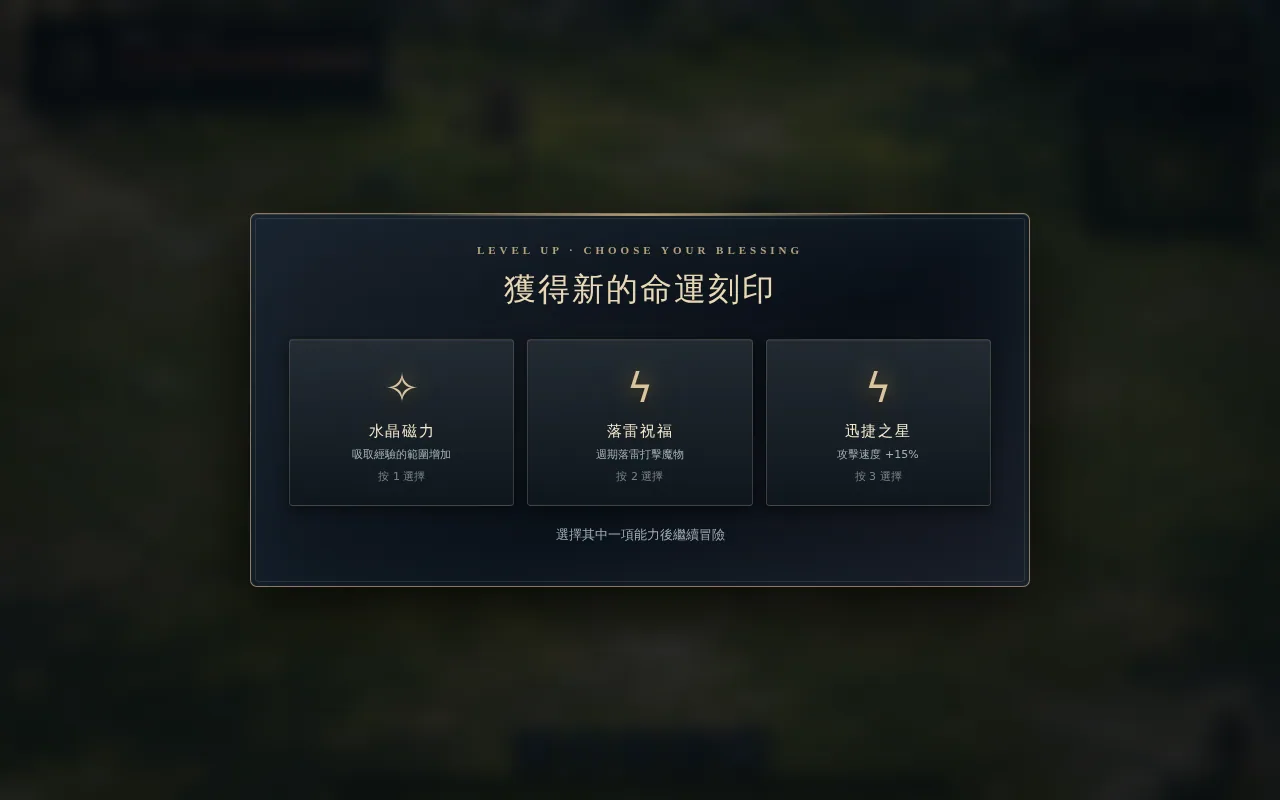 LEVEL UP · CHOOSE YOUR BLESSING
獲得新的命運刻印
水晶磁力
吸取經驗的範圍增加
按 1 選擇
落雷祝福
週期落雷打擊魔物
按 2 選擇
迅捷之星
攻擊速度 +15%
按 3 選擇
選擇其中一項能力後繼續冒險